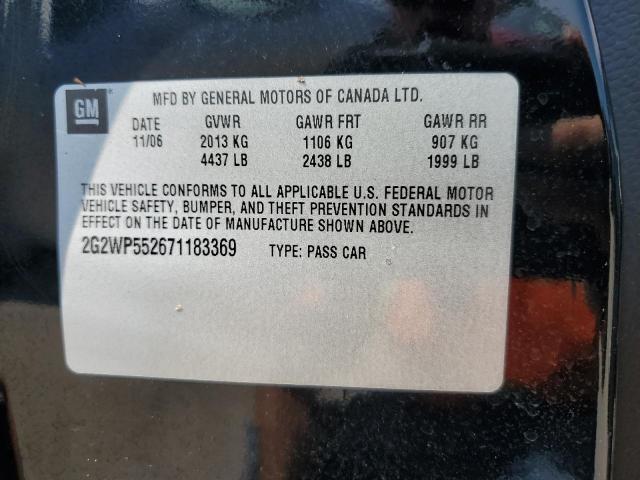 GM
MFD BY GENERAL MOTORS OF CANADA LTD.
DATE GVWR GAWR FRT GAWR RR
11/06 2013 KG 1106 KG 907 KG
4437 LB 2438 LB 1999 LB
THIS VEHICLE CONFORMS TO ALL APPLICABLE U.S. FEDERAL MOTOR
VEHICLE SAFETY, BUMPER, AND THEFT PREVENTION STANDARDS IN
EFFECT ON THE DATE OF MANUFACTURE SHOWN ABOVE.
2G2WP552671183369 TYPE: PASS CAR